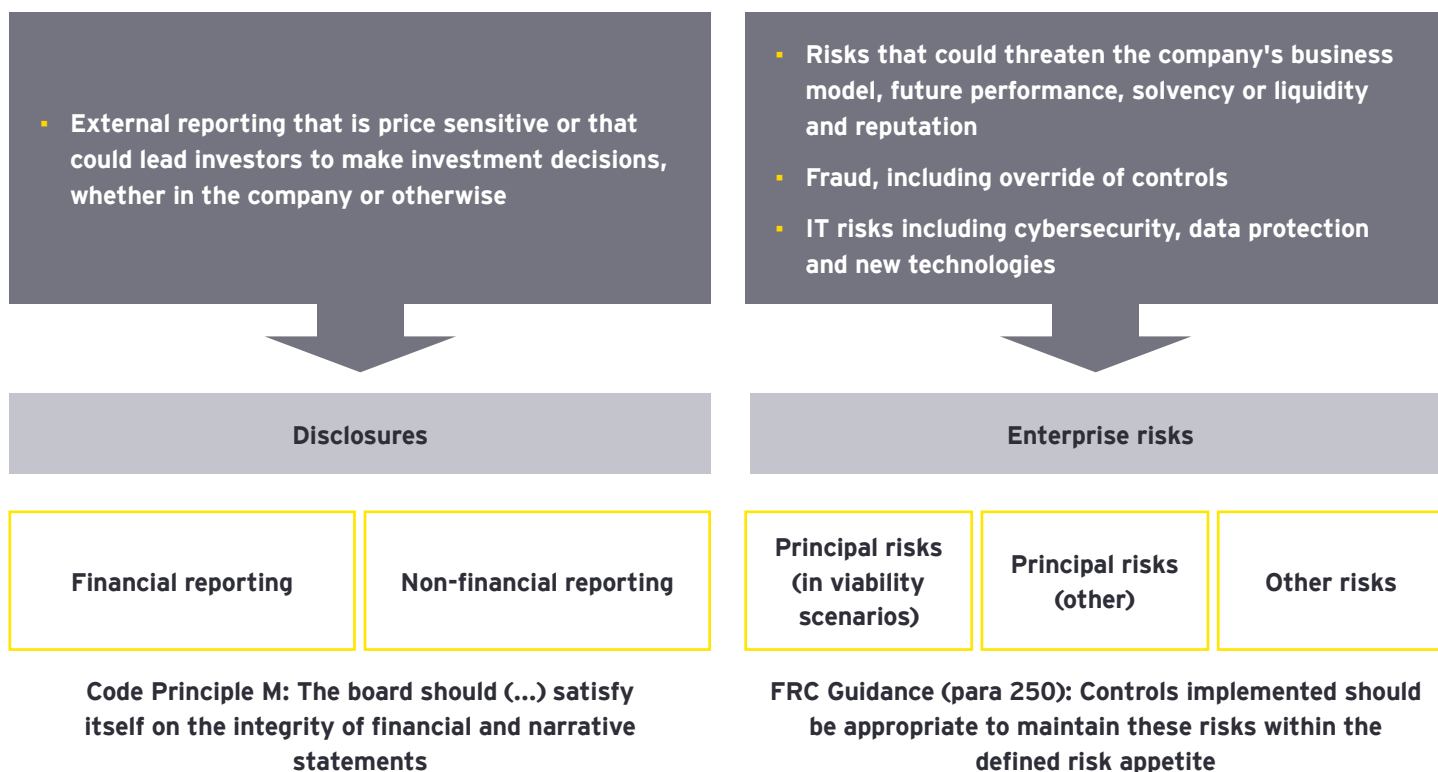 ▪ External reporting that is price sensitive or that
could lead investors to make investment decisions,
whether in the company or otherwise
▪ Risks that could threaten the company's business
model, future performance, solvency or liquidity
and reputation
▪ Fraud, including override of controls
▪ IT risks including cybersecurity, data protection
and new technologies
Disclosures
Enterprise risks
Financial reporting
Non-financial reporting
Principal risks
(in viability
scenarios)
Principal risks
(other)
Other risks
Code Principle M: The board should (...) satisfy
itself on the integrity of financial and narrative
statements
FRC Guidance (para 250): Controls implemented should
be appropriate to maintain these risks within the
defined risk appetite